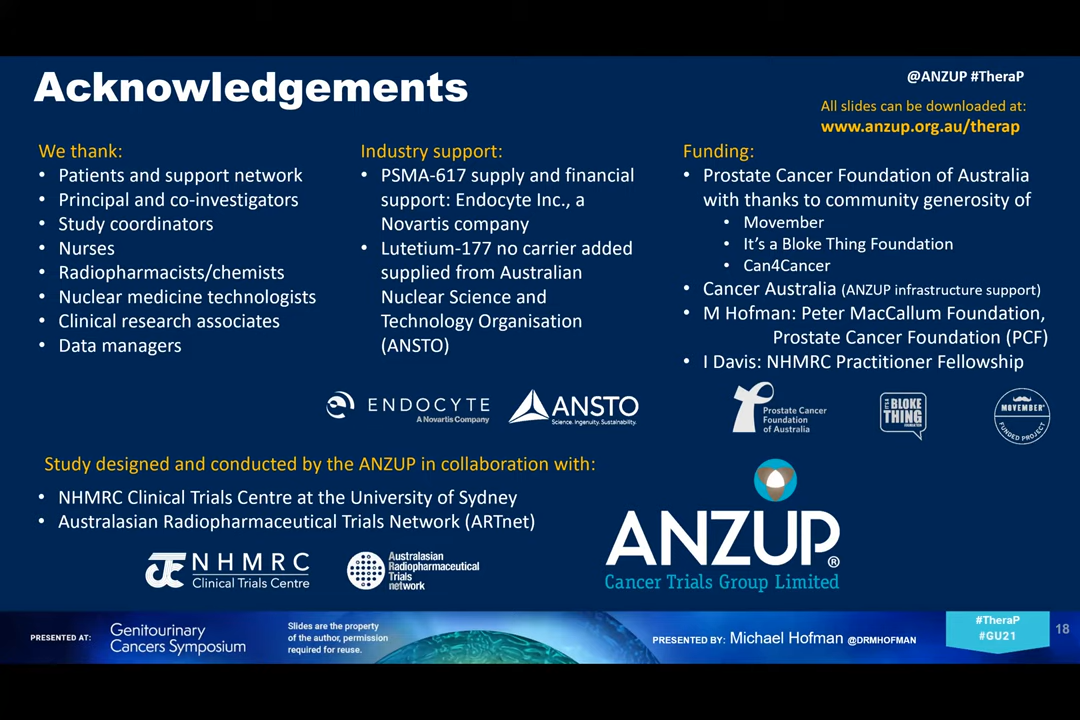 Acknowledgements
@ANZUP #TheraP
All slides can be downloaded at:
www.anzup.org.au/therap
We thank:
• Patients and support network
• Principal and co-investigators
• Study coordinators
• Nurses
• Radiopharmacists/chemists
• Nuclear medicine technologists
• Clinical research associates
• Data managers
Industry support:
• PSMA-617 supply and financial
support: Endocyte Inc., a
Novartis company
• Lutetium-177 no carrier added
supplied from Australian
Nuclear Science and
Technology Organisation
(ANSTO)
Funding:
• Prostate Cancer Foundation of Australia
with thanks to community generosity of
• Movember
• It’s a Bloke Thing Foundation
• Can4Cancer
• Cancer Australia (ANZUP infrastructure support)
• M Hofman: Peter MacCallum Foundation,
Prostate Cancer Foundation (PCF)
• I Davis: NHMRC Practitioner Fellowship
ENDOCYTE
A Novartis Company
ANSTO
Science. Ingenuity. Sustainability.
Prostate Cancer
Foundation
of Australia
IT'S A
BLOKE
THING
FOUNDATION
MOVEMBER®
FUNDED PROJECT
Study designed and conducted by the ANZUP in collaboration with:
• NHMRC Clinical Trials Centre at the University of Sydney
• Australasian Radiopharmaceutical Trials Network (ARTnet)
NHMRC
Clinical Trials Centre
Australasian
Radiopharmaceutical
Trials
network
ANZUP®
Cancer Trials Group Limited
PRESENTED AT:
Genitourinary
Cancers Symposium
Slides are the property
of the author, permission
required for reuse.
PRESENTED BY: Michael Hofman @DRMHOFMAN
#TheraP
#GU21
18